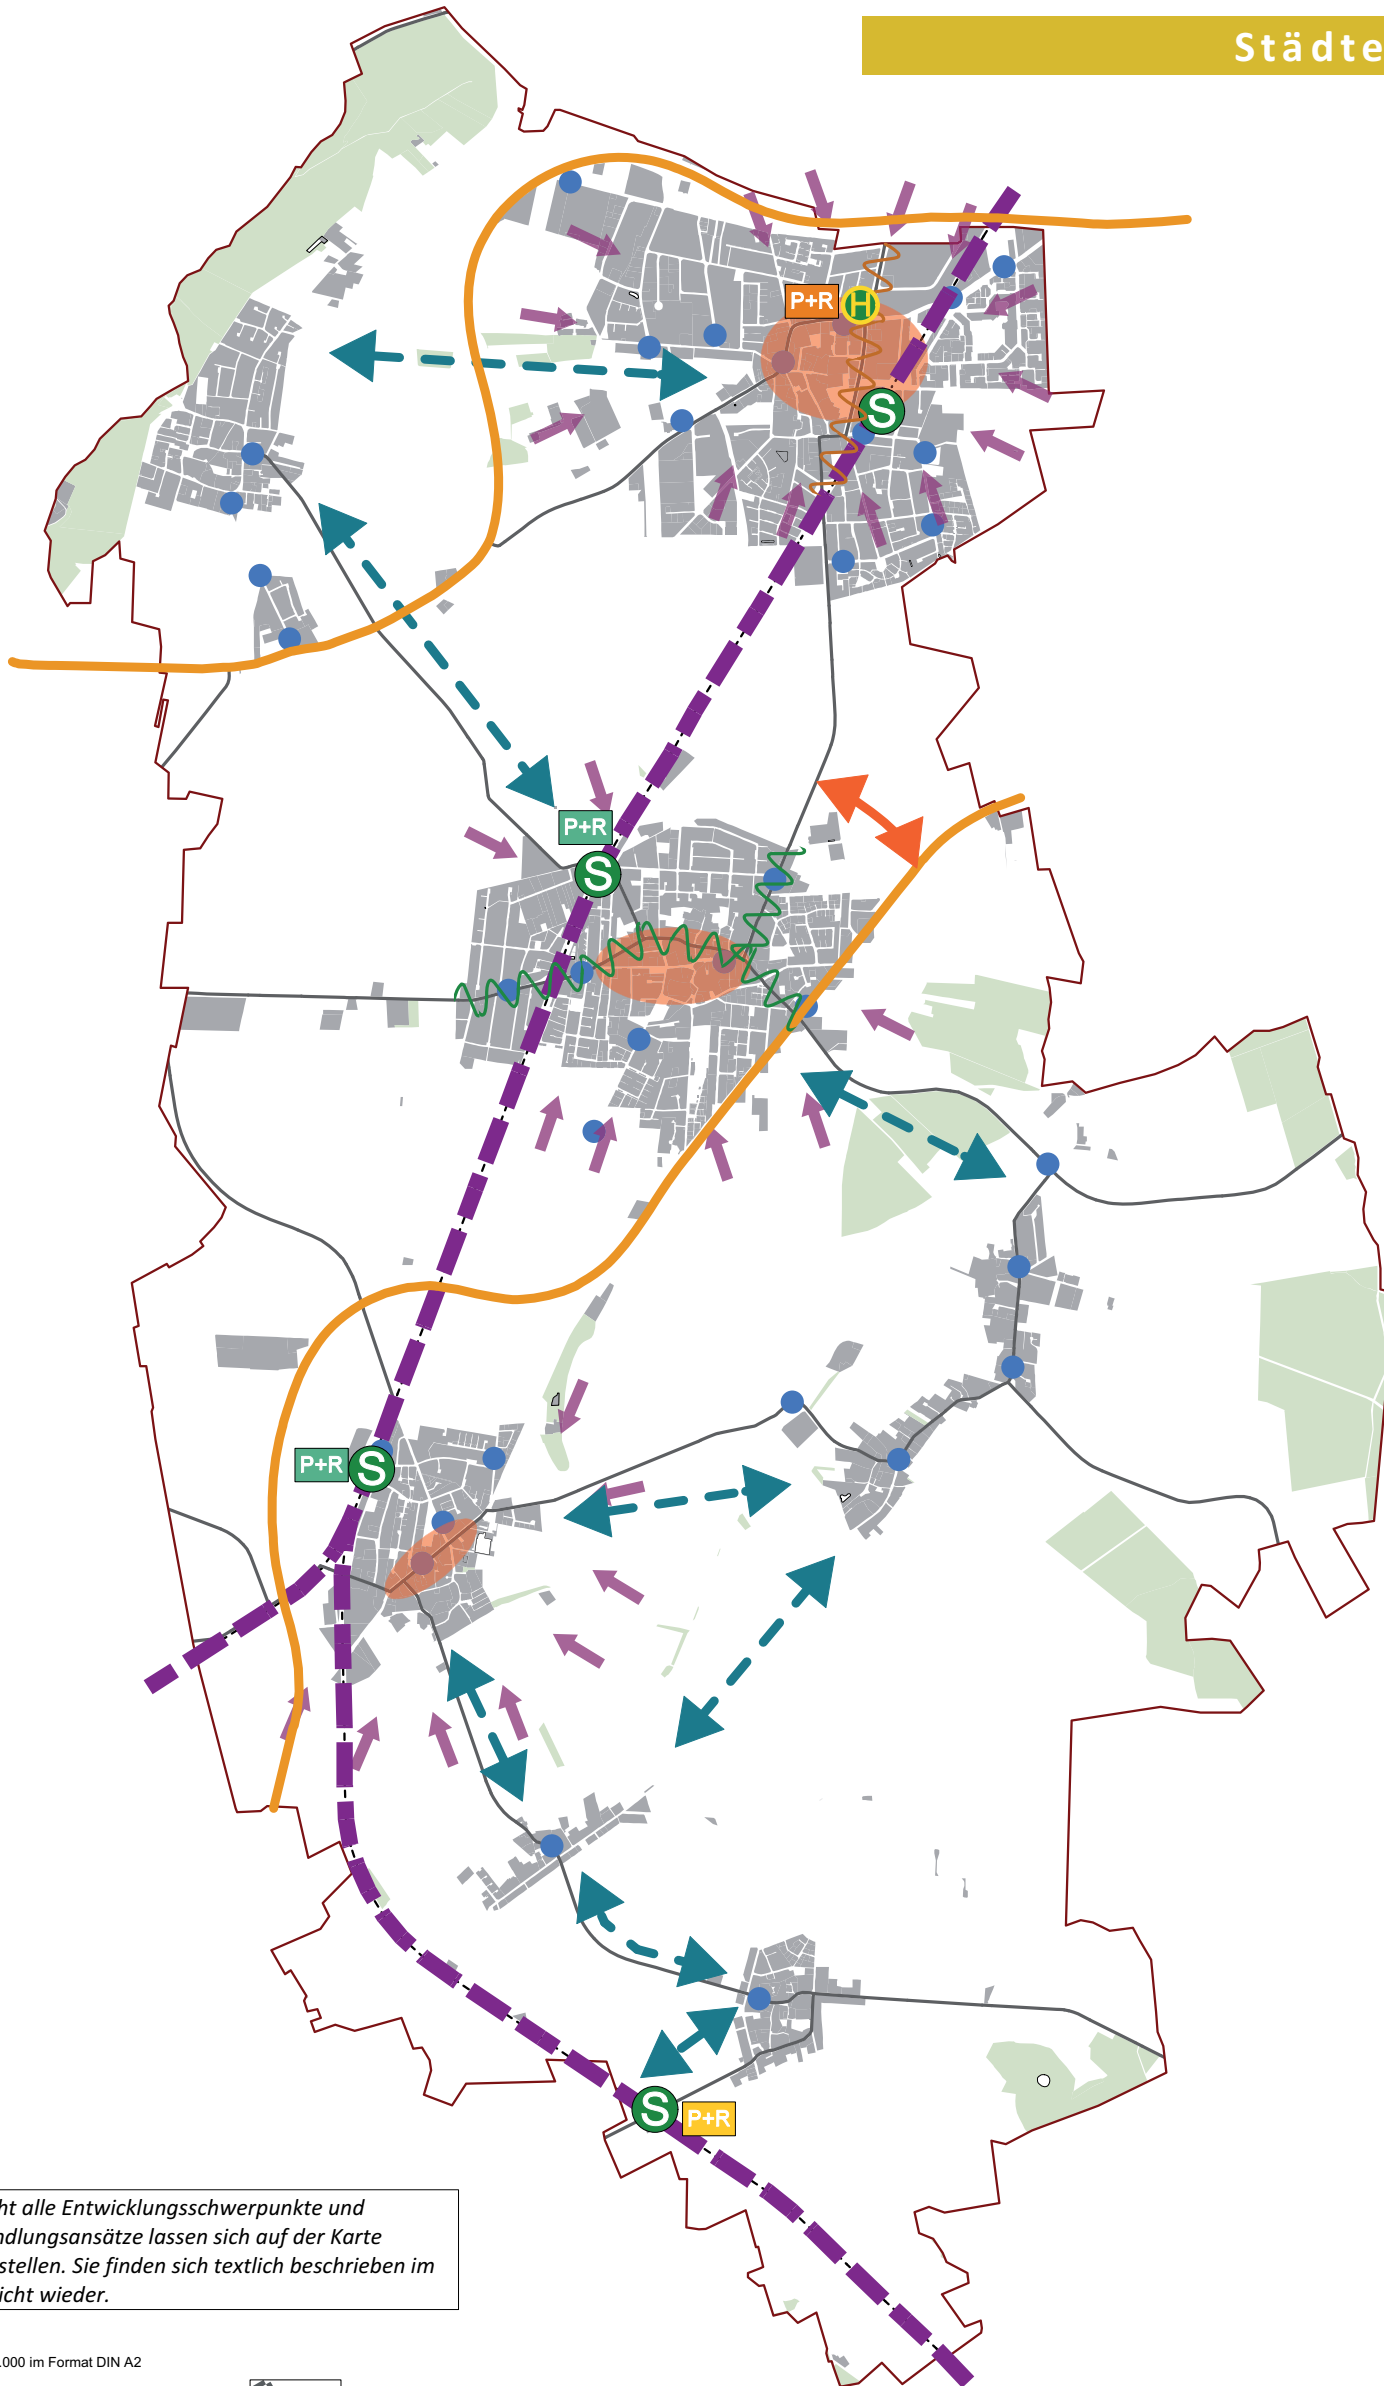 Städte
P+R
H
S
P+R
S
P+R
S
S
P+R
ht alle Entwicklungsschwerpunkte und
ndlungsansätze lassen sich auf der Karte
stellen. Sie finden sich textlich beschrieben im
icht wieder.
.000 im Format DIN A2